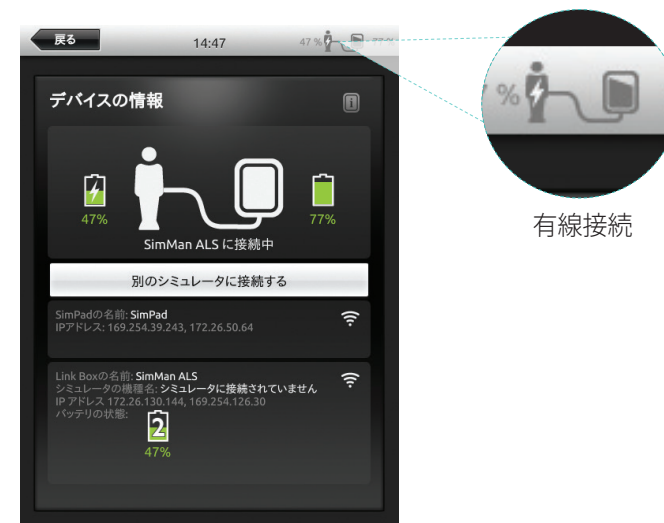 戻る
14:47
47 %
77 %
デバイスの情報
47%
77%
SimMan ALS に接続中
別のシミュレータに接続する
SimPadの名前: SimPad
IPアドレス: 169.254.39.243, 172.26.50.64
Link Boxの名前: SimMan ALS
シミュレータの機種名: シミュレータに接続されていません
IP アドレス 172.26.130.144, 169.254.126.30
バッテリの状態:
2
47%
7 %
有線接続